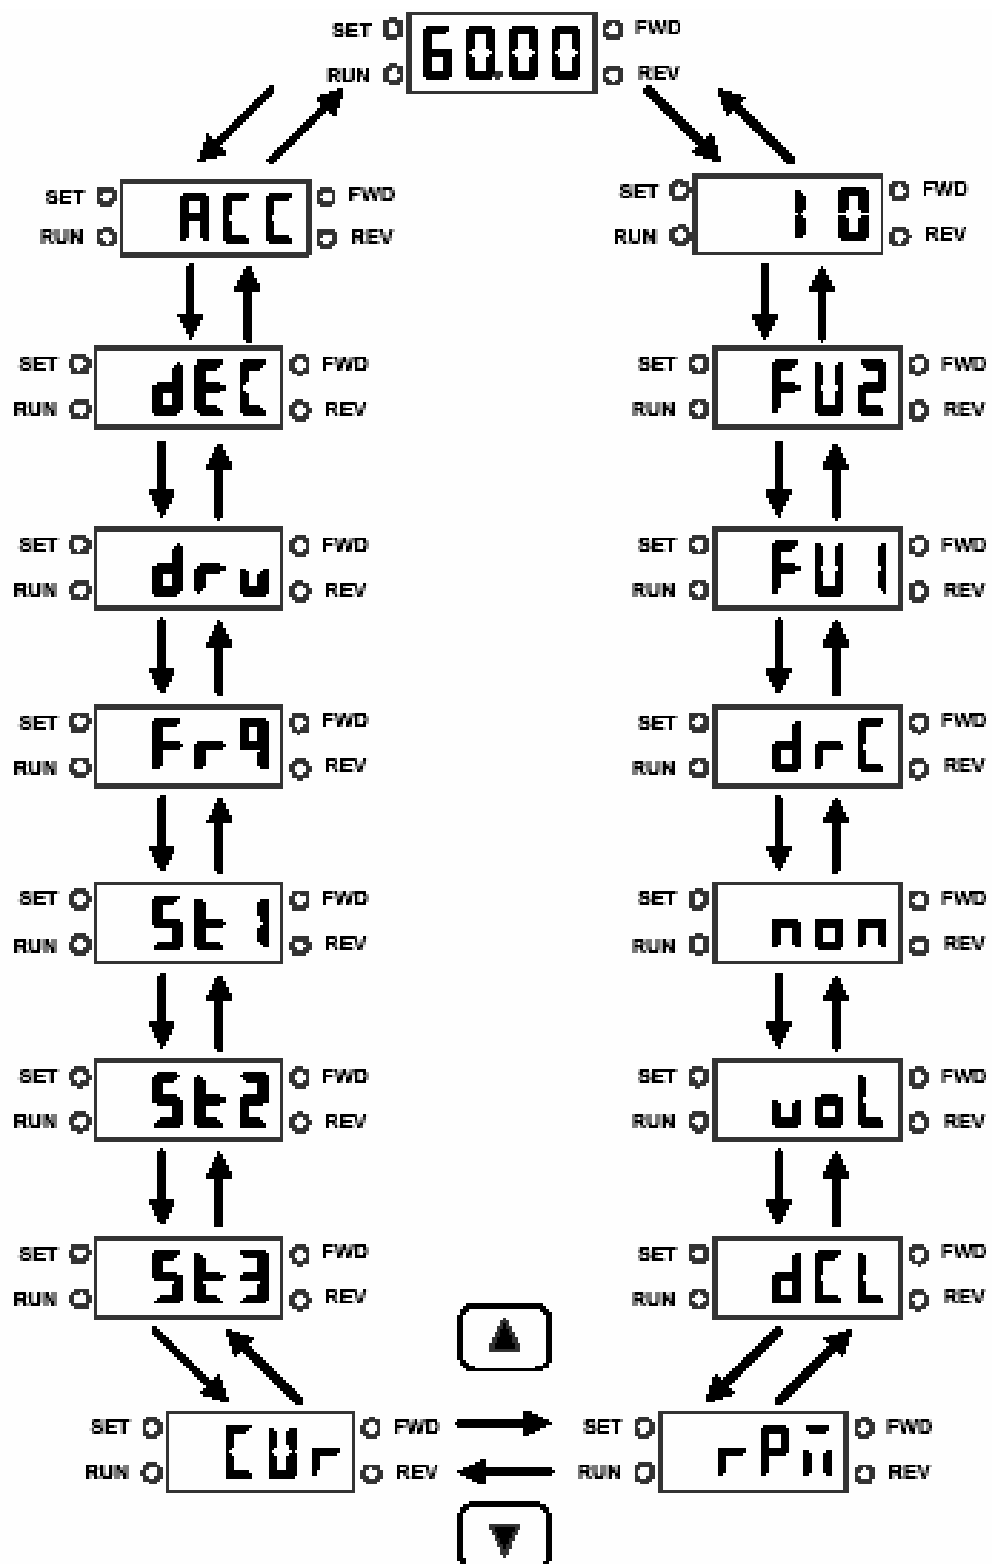 SET 60.00 FWD
RUN REV
SET ACC FWD
RUN REV
SET 10 FWD
RUN REV
SET dEC FWD
RUN REV
SET FU2 FWD
RUN REV
SET drv FWD
RUN REV
SET FU1 FWD
RUN REV
SET Frq FWD
RUN REV
SET drC FWD
RUN REV
SET St1 FWD
RUN REV
SET non FWD
RUN REV
SET St2 FWD
RUN REV
SET voL FWD
RUN REV
SET St3 FWD
RUN REV
SET dCL FWD
RUN REV
SET CUr FWD
RUN REV
SET rPm FWD
RUN REV